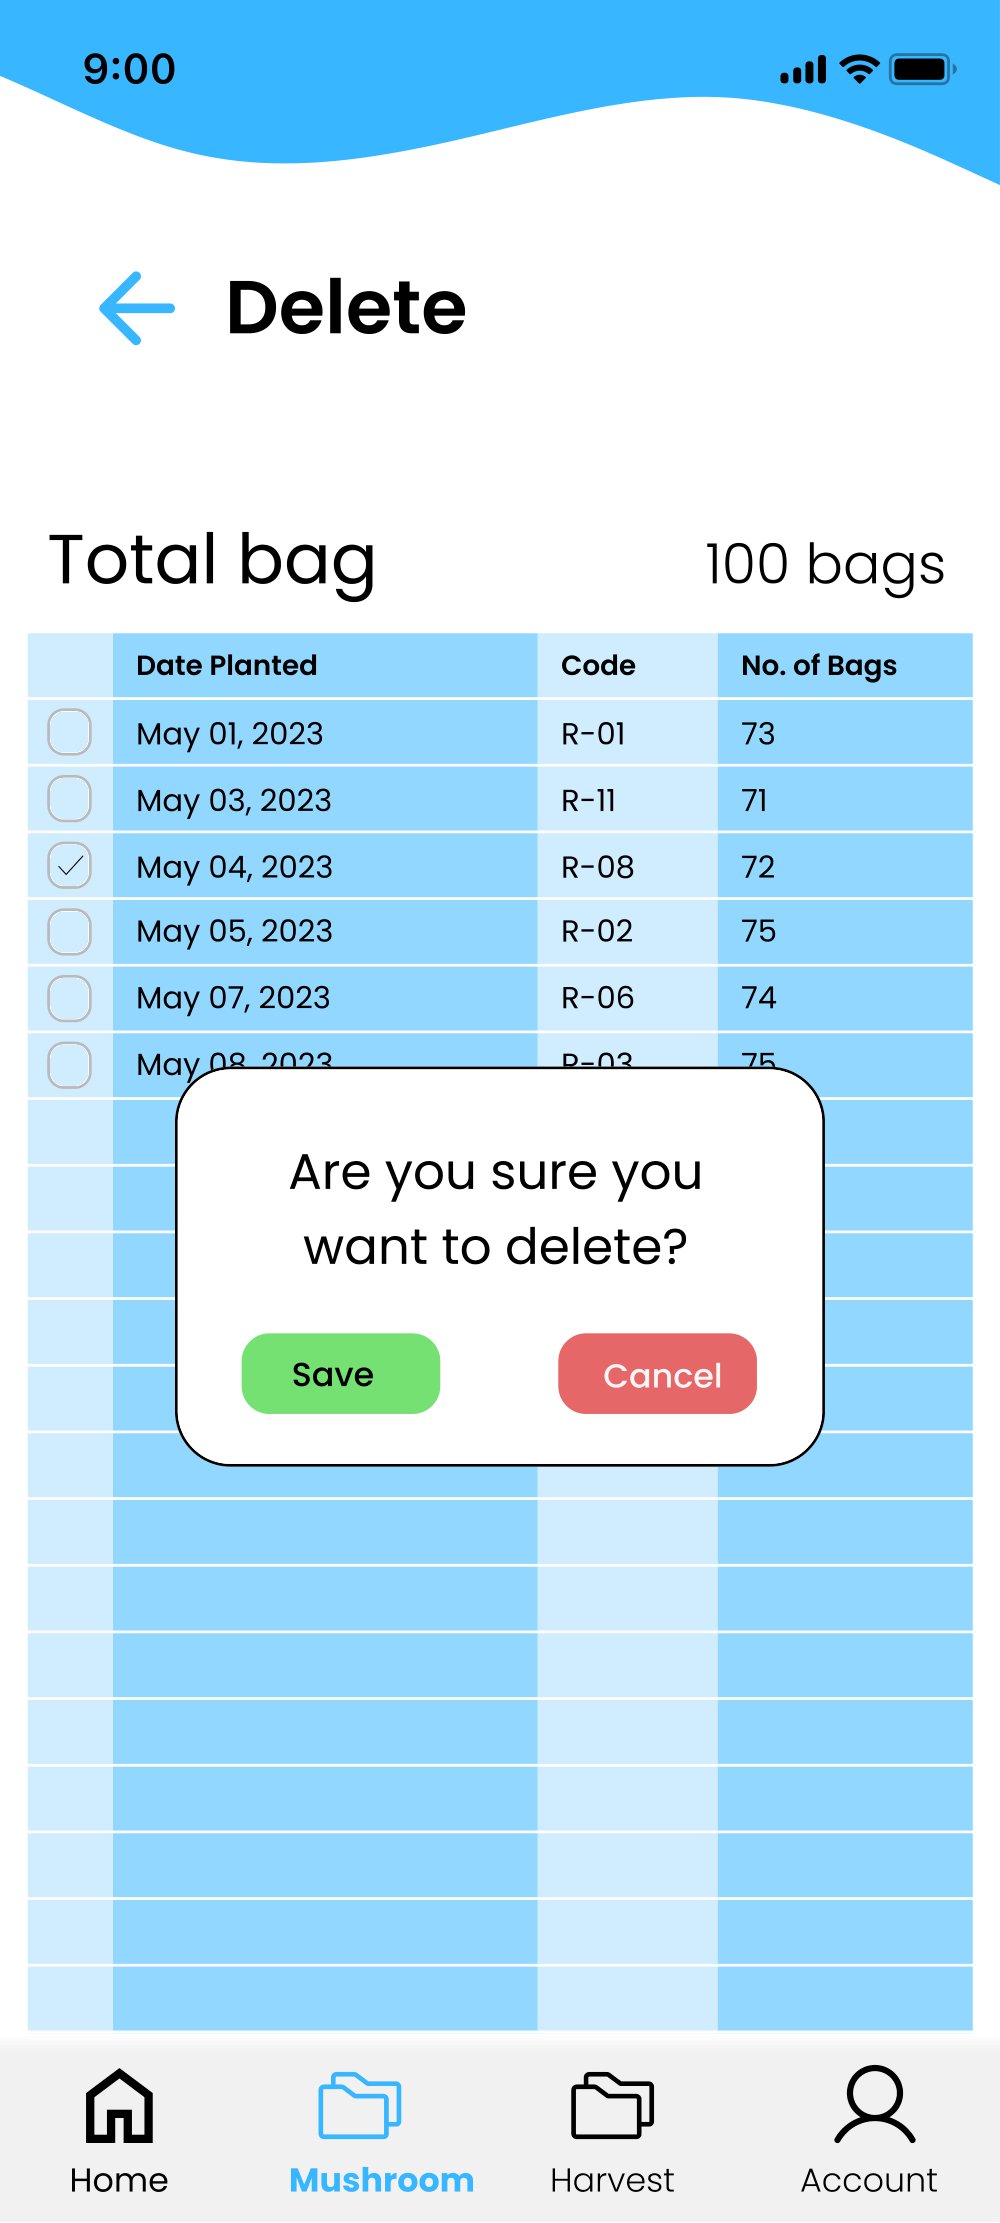 9:00
Delete
Total bag 100 bags
Date Planted Code No. of Bags
May 01, 2023 R-01 73
May 03, 2023 R-11 71
May 04, 2023 R-08 72
May 05, 2023 R-02 75
May 07, 2023 R-06 74
May 08, 2023 R-03 75
Are you sure you
want to delete?
Save Cancel
Home Mushroom Harvest Account